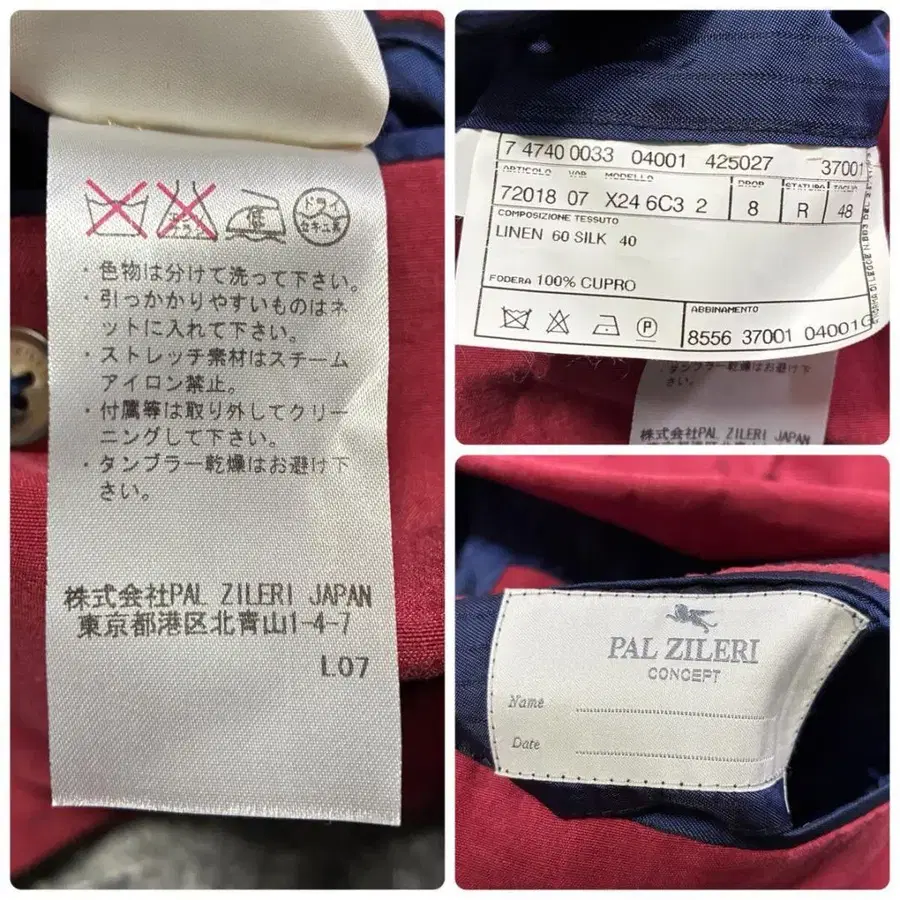 低
ドライ
セキユ系
・色物は分けて洗って下さい。
・引っかかりやすいものはネ
ットに入れて下さい。
・ストレッチ素材はスチーム
アイロン禁止。
・付属等は取り外してクリー
ニングして下さい。
・タンブラー乾燥はお避け下
さい。
株式会社PAL ZILERI JAPAN
東京都港区北青山1-4-7
L07
7 4740 0033 04001 425027 37001
ARTICOLO VAR MODELLO DROP STATURA TAGLIA
72018 07 X24 6C3 2 8 R 48
COMPOSIZIONE TESSUTO
LINEN 60 SILK 40
FODERA 100% CUPRO
P
ABBINAMENTO
8556 37001 04001
・タンブラー乾燥はお避け下
さい。
株式会社PAL ZILERI JAPAN
PAL ZILERI
CONCEPT
Name
Date